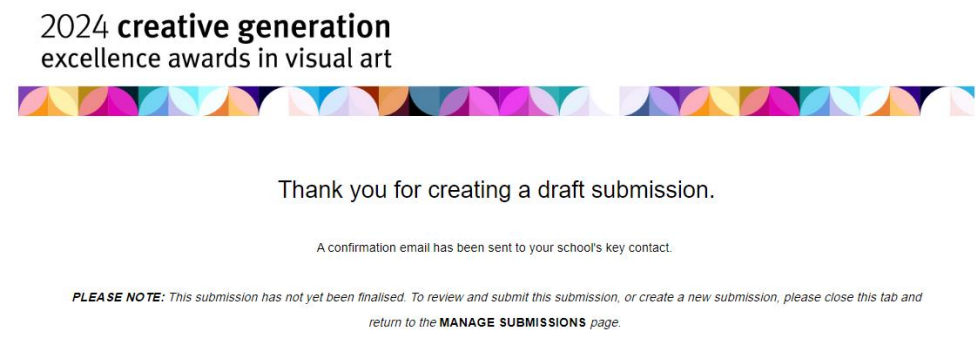 2024 creative generation
excellence awards in visual art
Thank you for creating a draft submission.
A confirmation email has been sent to your school's key contact.
PLEASE NOTE: This submission has not yet been finalised. To review and submit this submission, or create a new submission, please close this tab and
return to the MANAGE SUBMISSIONS page.